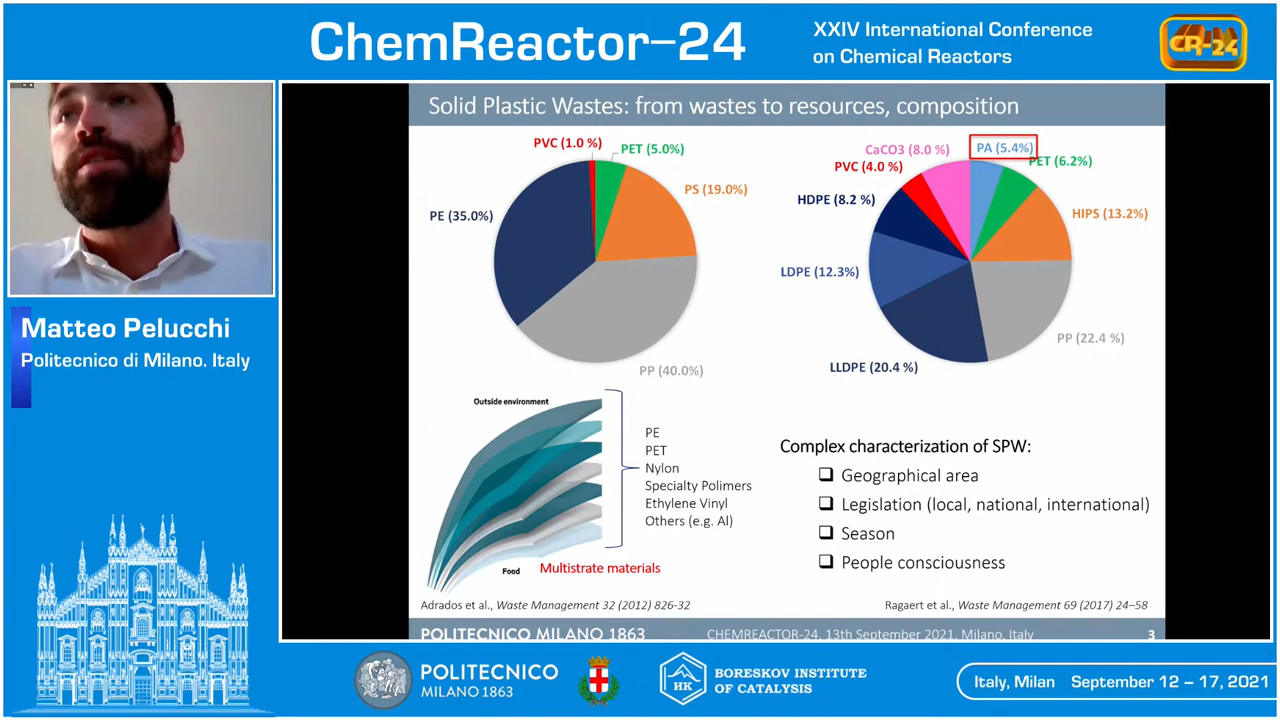 ChemReactor-24
XXIV International Conference
on Chemical Reactors
CR-24
Matteo Pelucchi
Politecnico di Milano. Italy
Solid Plastic Wastes: from wastes to resources, composition
PVC (1.0 %)
PET (5.0%)
PS (19.0%)
PE (35.0%)
PP (40.0%)
CaCO3 (8.0 %)
PA (5.4%)
PVC (4.0 %)
PET (6.2%)
HDPE (8.2 %)
HIPS (13.2%)
LDPE (12.3%)
PP (22.4 %)
LLDPE (20.4 %)
Outside environment
PE
PET
Nylon
Specialty Polimers
Ethylene Vinyl
Others (e.g. Al)
Food
Multistrate materials
Complex characterization of SPW:
Geographical area
Legislation (local, national, international)
Season
People consciousness
Adrados et al., Waste Management 32 (2012) 826-32
Ragaert et al., Waste Management 69 (2017) 24–58
POLITECNICO MILANO 1863
CHEMREACTOR-24, 13th September 2021, Milano, Italy
3
POLITECNICO
MILANO 1863
HK
BORESKOV INSTITUTE
OF CATALYSIS
Italy, Milan September 12 – 17, 2021